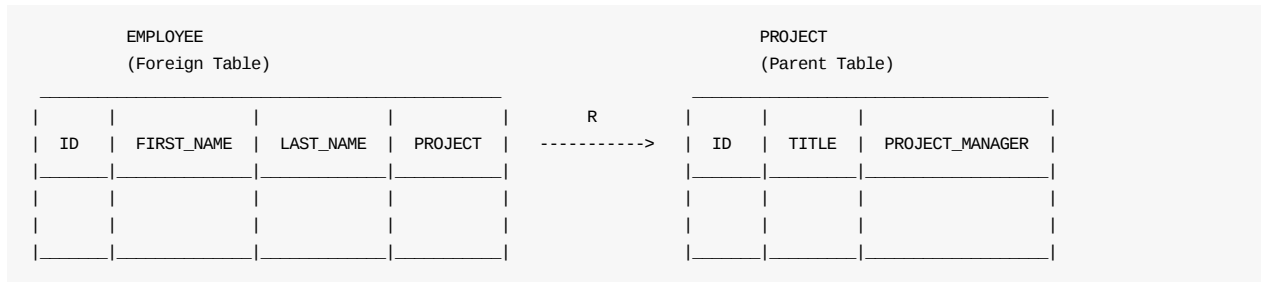 EMPLOYEE PROJECT
(Foreign Table) (Parent Table)
R
| ID | FIRST_NAME | LAST_NAME | PROJECT | -----------> | ID | TITLE | PROJECT_MANAGER |